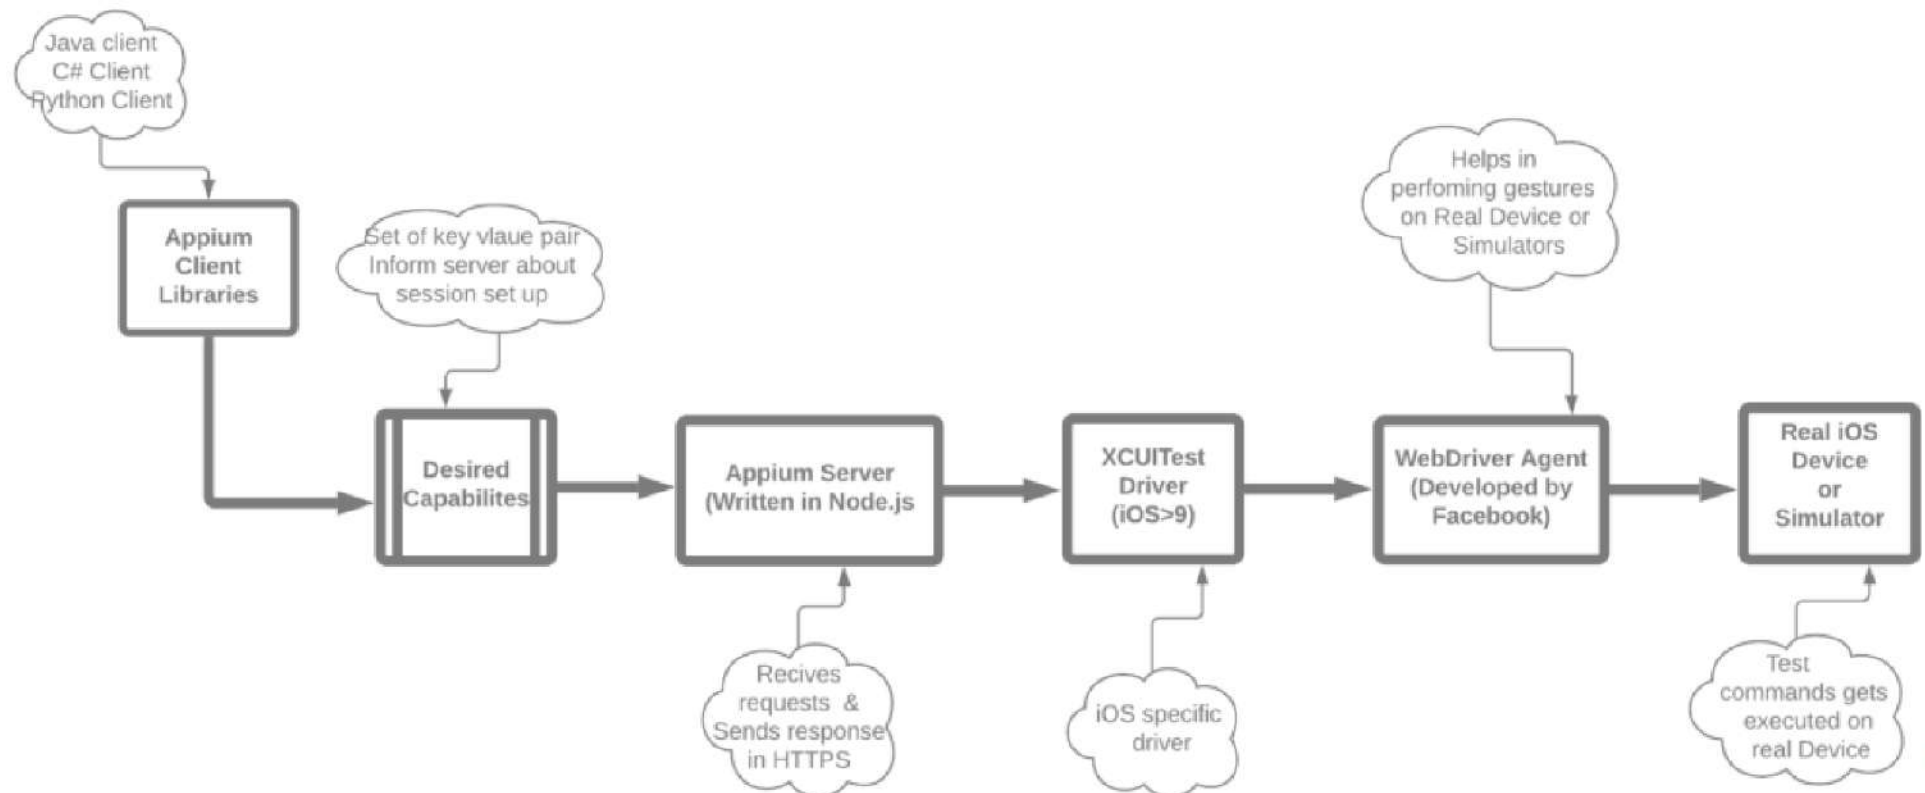 Java client
C# Client
Python Client
Appium
Client
Libraries
Set of key vlaue pair
Inform server about
session set up
Desired
Capabilites
Appium Server
(Written in Node.js
Recives
requests &
Sends response
in HTTPS
XCUITest
Driver
(iOS>9)
iOS specific
driver
Helps in
perfoming gestures
on Real Device or
Simulators
WebDriver Agent
(Developed by
Facebook)
Real iOS
Device
or
Simulator
Test
commands gets
executed on
real Device